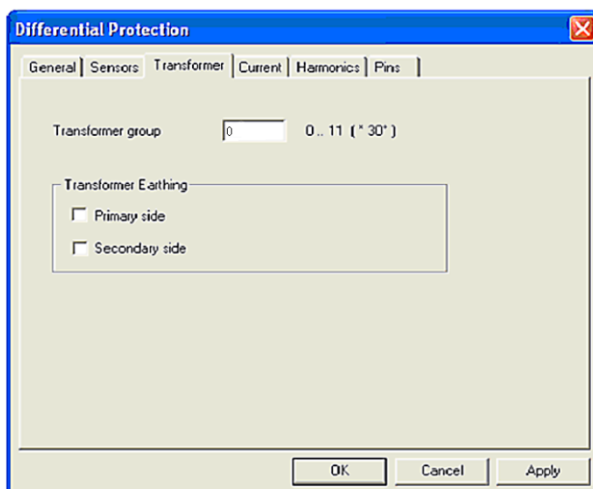 Differential Protection
General Sensors Transformer Current Harmonics Pins
Transformer group 0 0 .. 11 ( * 30° )
Transformer Earthing
Primary side
Secondary side
OK Cancel Apply